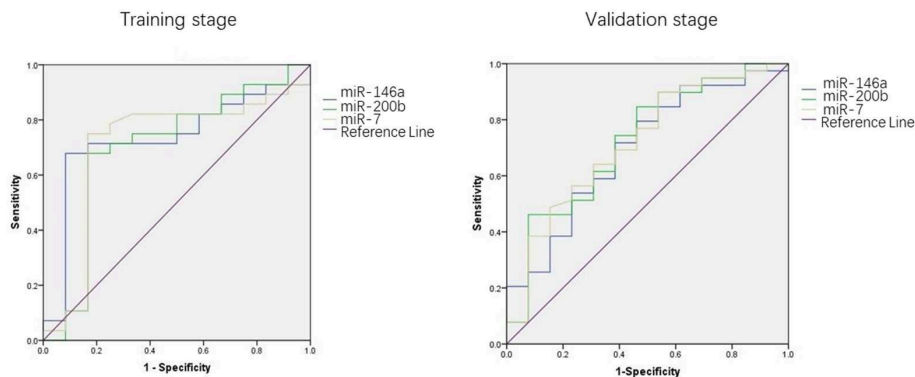 Training stage
1.0
0.8
0.6
0.4
0.2
0.0
Sensitivity
0.0 0.2 0.4 0.6 0.8 1.0
1 - Specificity
miR-146a
miR-200b
miR-7
Reference Line
Validation stage
1.0
0.8
0.6
0.4
0.2
0.0
Sensitivity
0.0 0.2 0.4 0.6 0.8 1.0
1-Specificity
miR-146a
miR-200b
miR-7
Reference Line